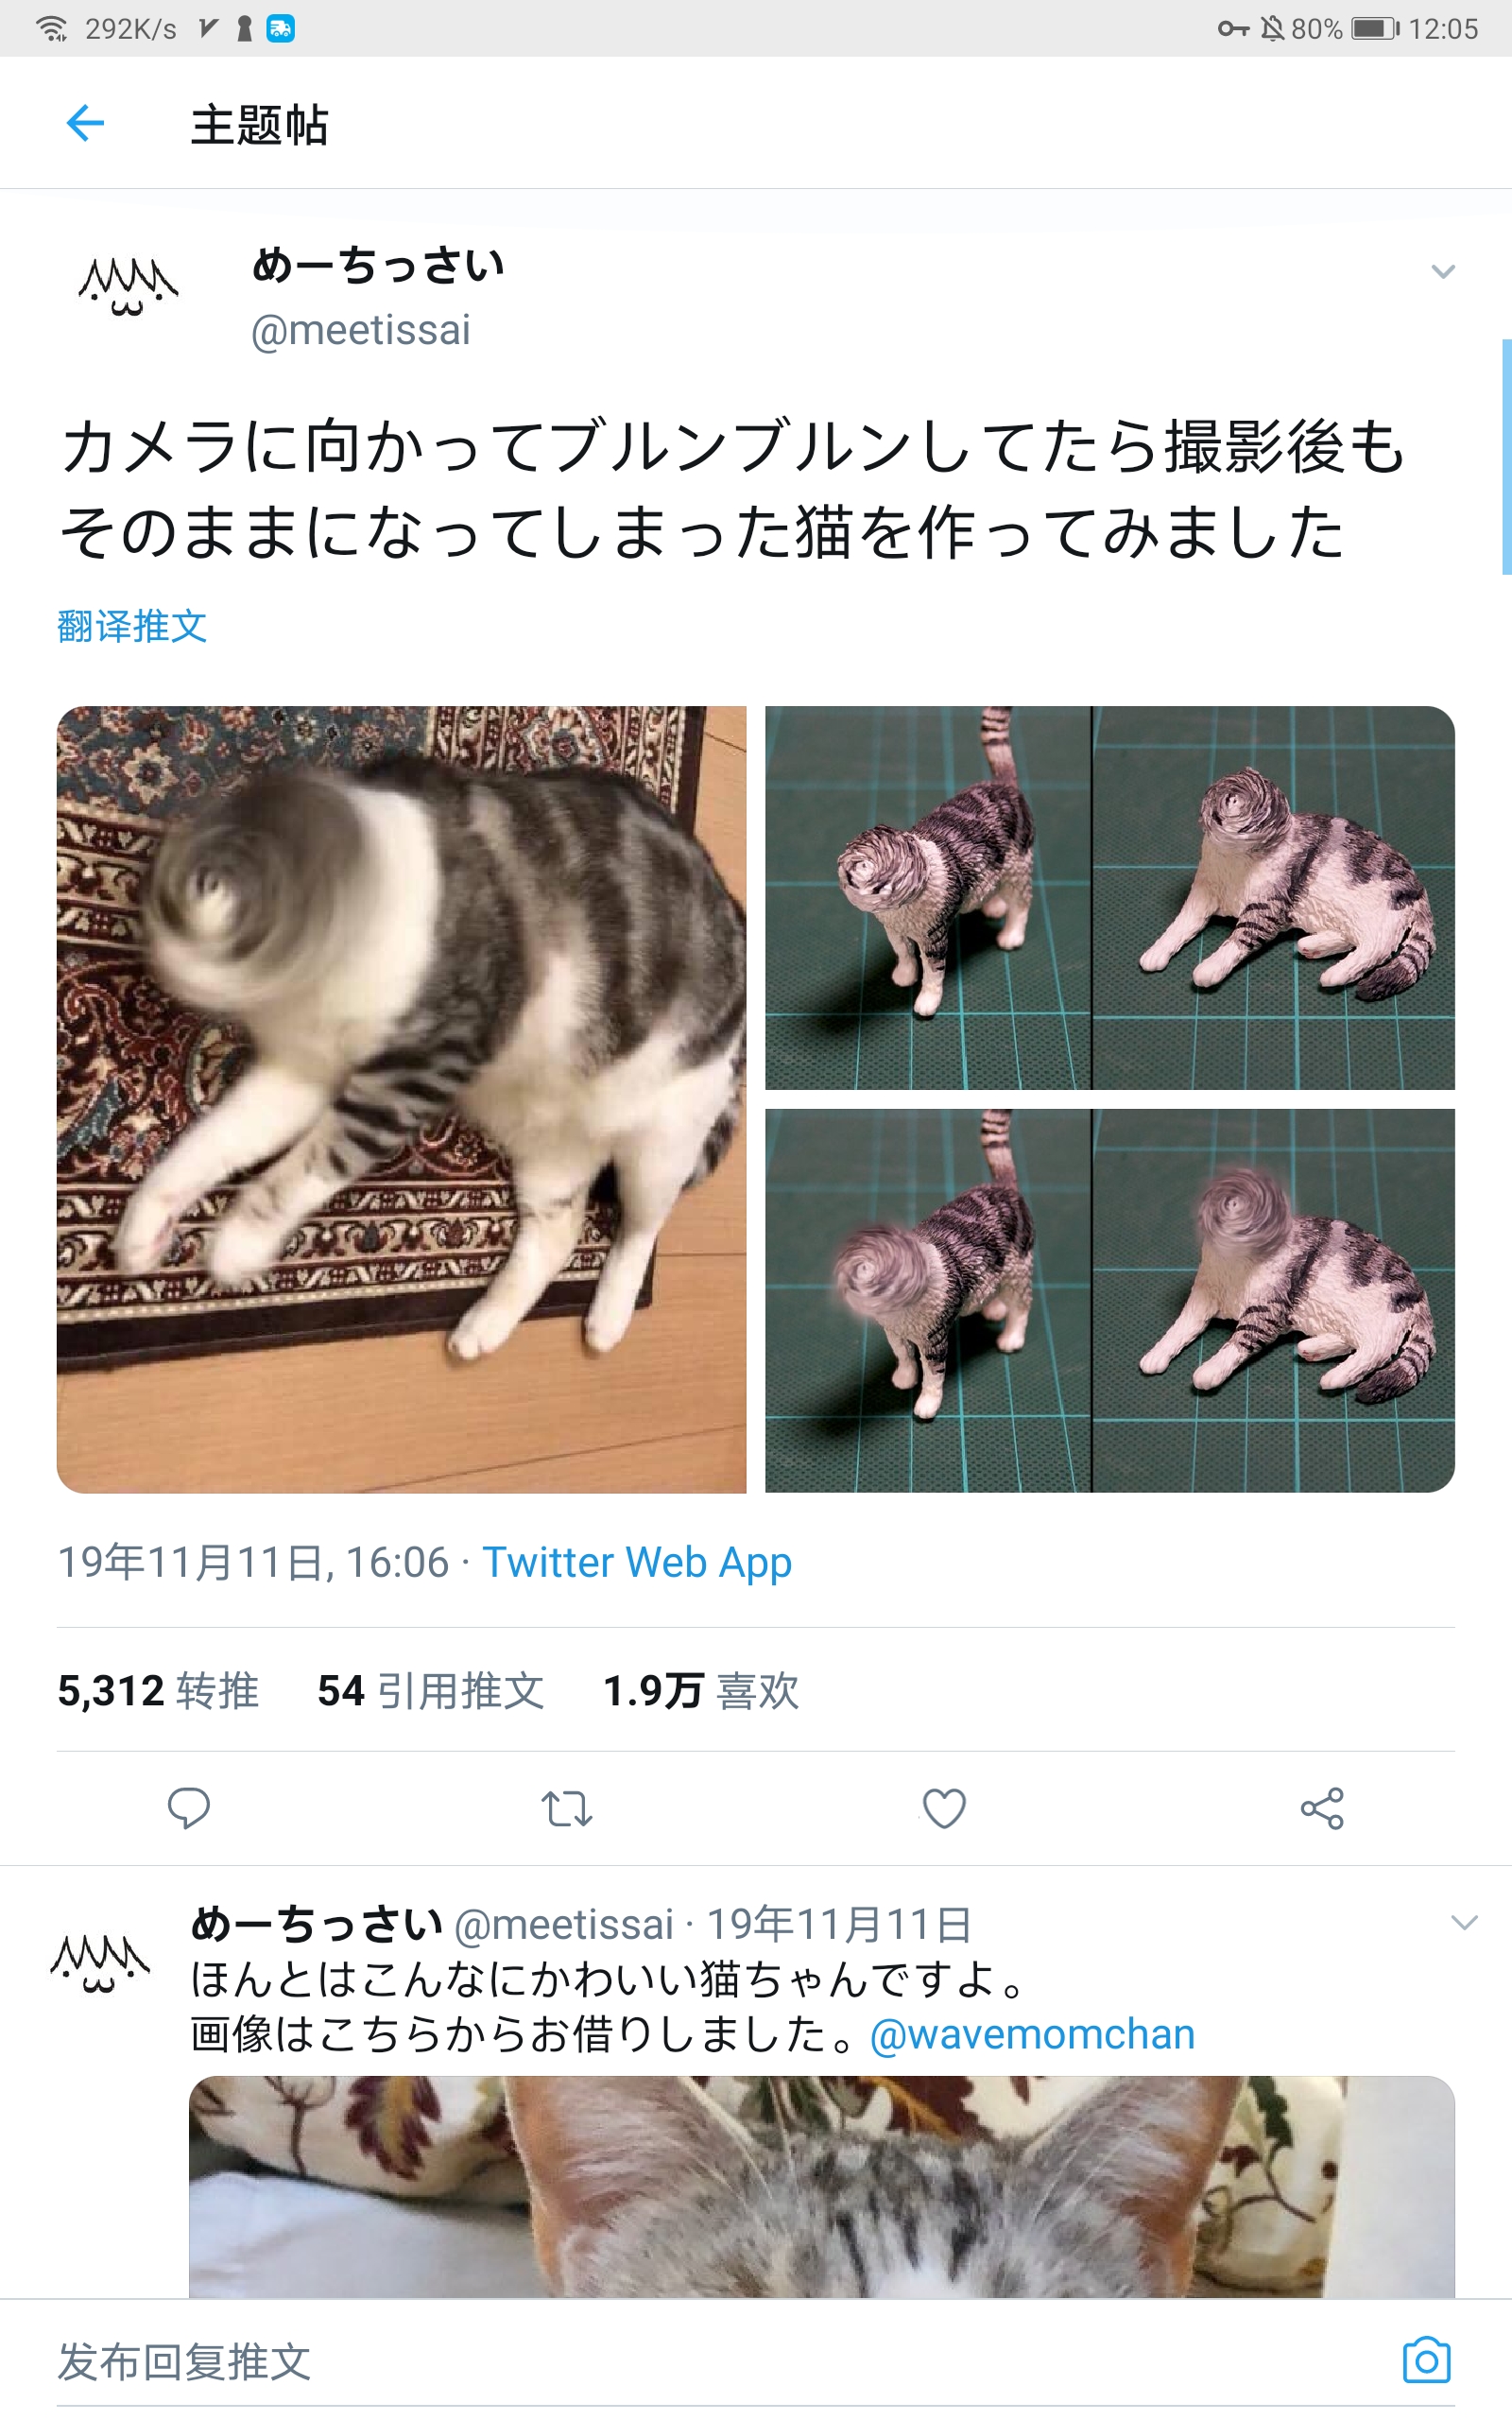 292K/s
80% 12:05
主题帖
めーちっさい
@meetissai
カメラに向かってブルンブルンしてたら撮影後も
そのままになってしまった猫を作ってみました
翻译推文
19年11月11日, 16:06 · Twitter Web App
5,312 转推 54 引用推文 1.9万 喜欢
めーちっさい @meetissai · 19年11月11日
ほんとはこんなにかわいい猫ちゃんですよ。
画像はこちらからお借りしました。@wavemomchan
发布回复推文